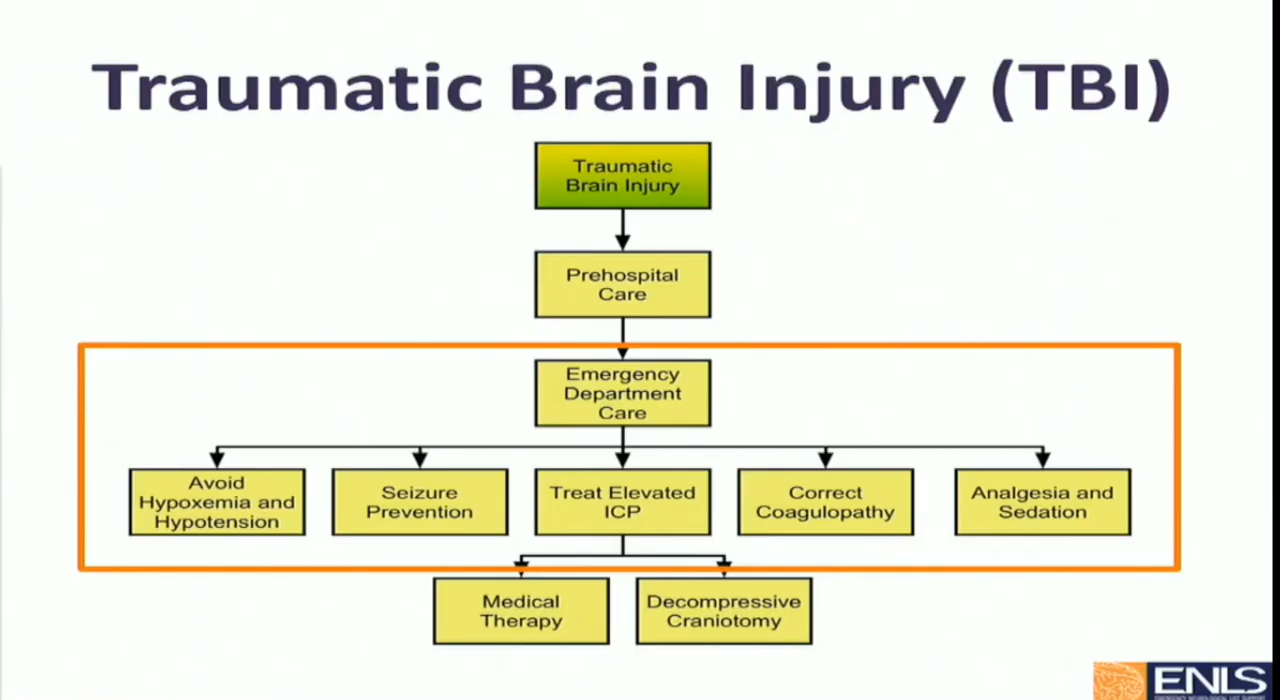 Traumatic Brain Injury (TBI)
Traumatic
Brain Injury
Prehospital
Care
Emergency
Department
Care
Avoid
Hypoxemia and
Hypotension
Seizure
Prevention
Treat Elevated
ICP
Correct
Coagulopathy
Analgesia and
Sedation
Medical
Therapy
Decompressive
Craniotomy
ENLS